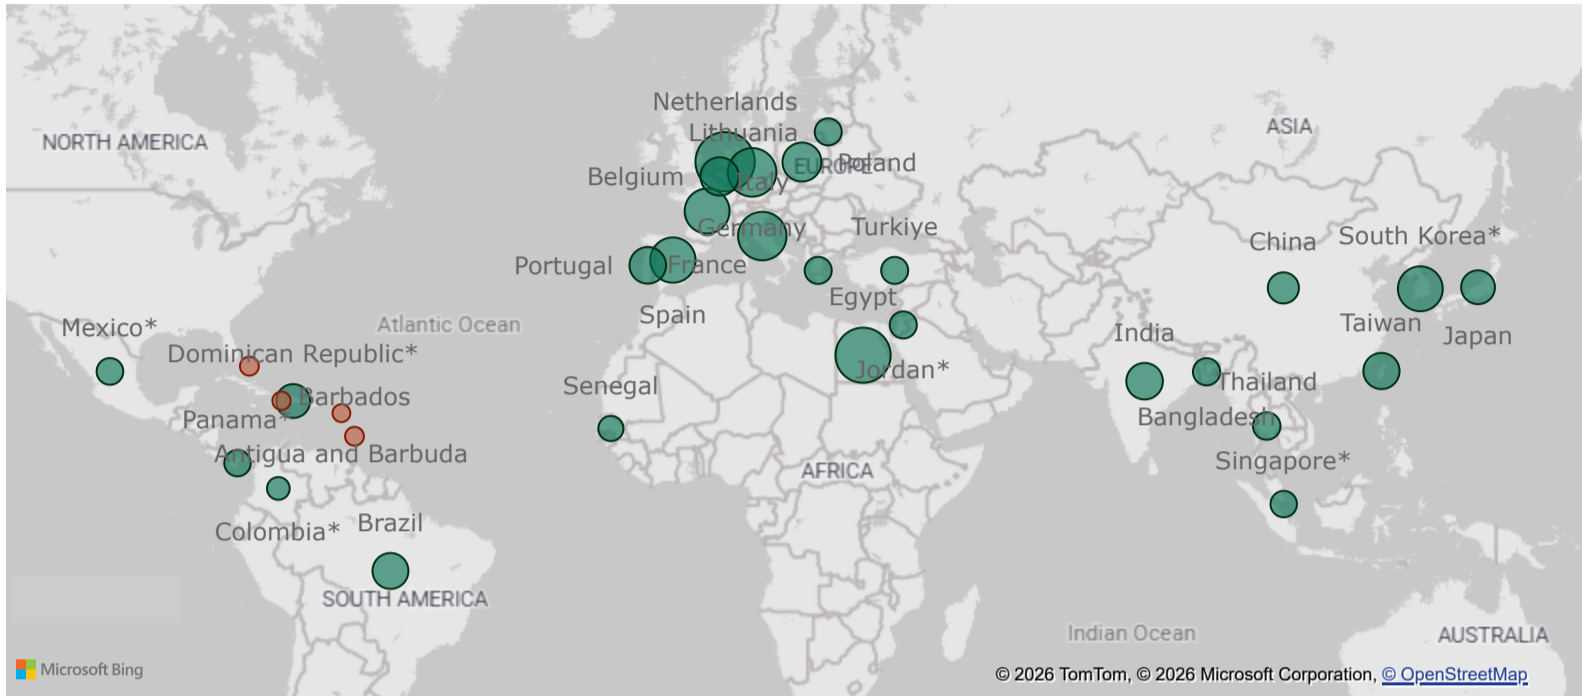 Netherlands
NORTH AMERICA
Lithuania
ASIA
Belgium
Italy
EUROPE
Poland
Germany
Turkiye
China
South Korea*
Portugal
France
Egypt
Spain
Mexico*
Atlantic Ocean
India
Taiwan
Japan
Dominican Republic*
Jordan*
Senegal
Thailand
Barbados
Panama*
Bangladesh
Antigua and Barbuda
AFRICA
Singapore*
Colombia*
Brazil
SOUTH AMERICA
Indian Ocean
AUSTRALIA
Microsoft Bing
© 2026 TomTom, © 2026 Microsoft Corporation, © OpenStreetMap